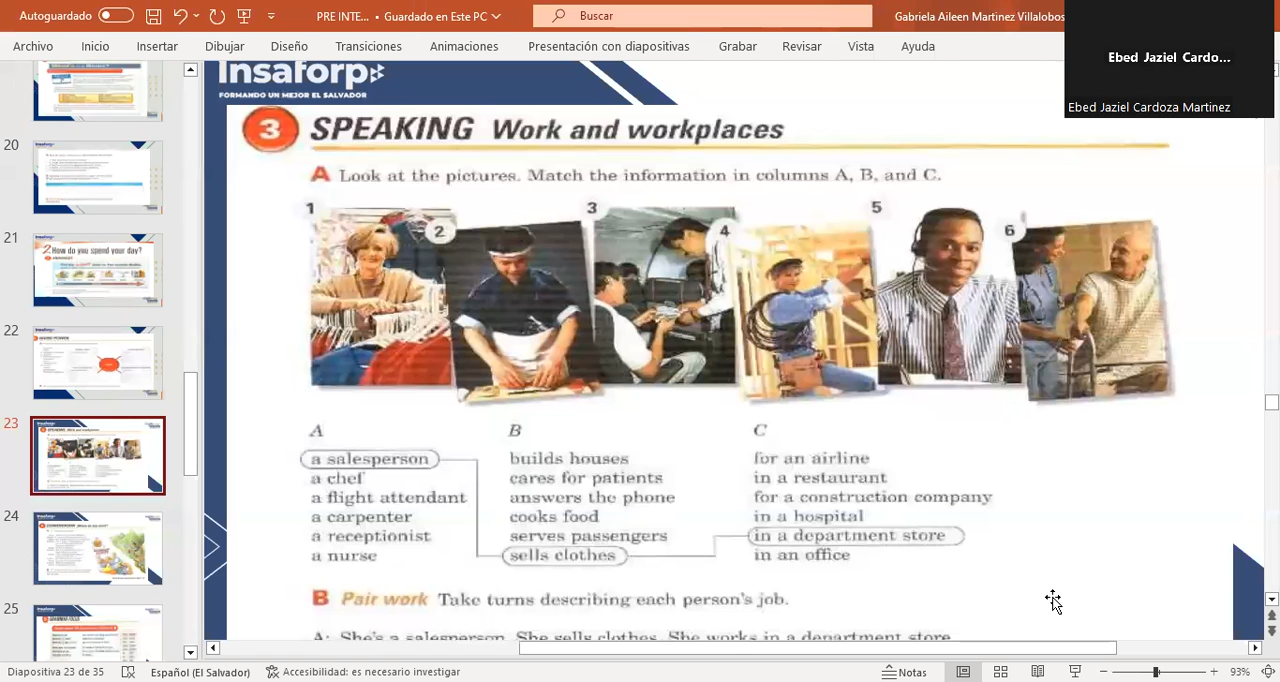 Autoguardado PRE INTE... • Guardado en Este PC Buscar Gabriela Aileen Martinez Villalobos
Archivo Inicio Insertar Dibujar Diseño Transiciones Animaciones Presentación con diapositivas Grabar Revisar Vista Ayuda
Ebed Jaziel Cardo...
Ebed Jaziel Cardoza Martinez
20
21
How do you spend your day?
22
23
24
25
Insaforp
FORMANDO UN MEJOR EL SALVADOR
3 SPEAKING Work and workplaces
A Look at the pictures. Match the information in columns A, B, and C.
1 2 3 4 5 6
A B C
a salesperson builds houses for an airline
a chef cares for patients in a restaurant
a flight attendant answers the phone for a construction company
a carpenter cooks food in a hospital
a receptionist serves passengers in a department store
a nurse sells clothes in an office
B Pair work Take turns describing each person's job.
A: She's a salesperson. She sells clothes. She works in a department store
Diapositiva 23 de 35 Español (El Salvador) Accesibilidad: es necesario investigar Notas 93%